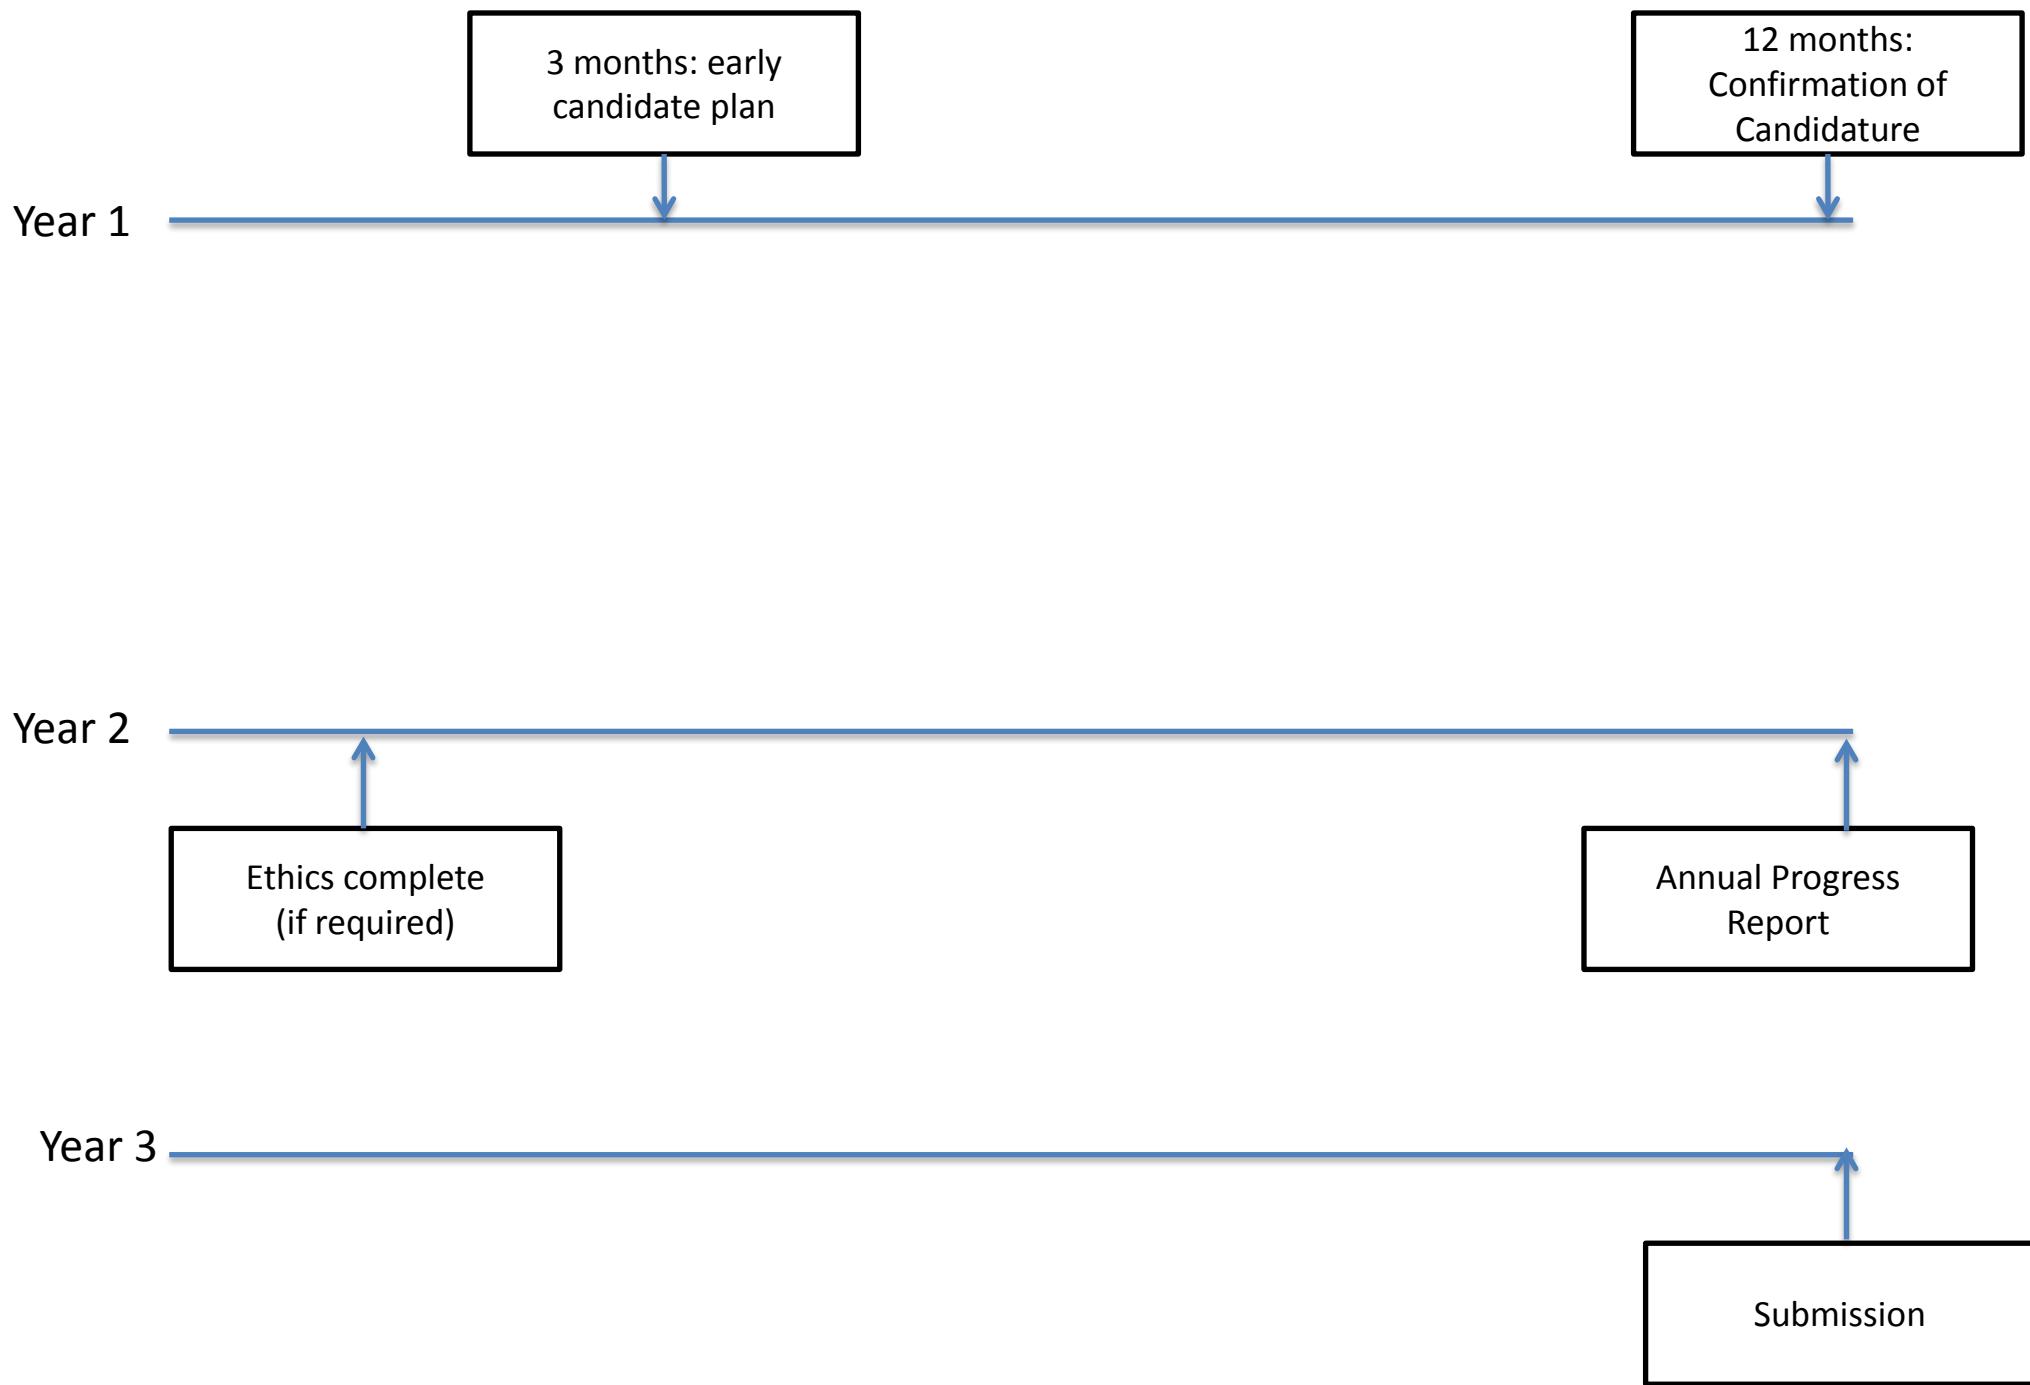 3 months: early
candidate plan
12 months:
Confirmation of
Candidature
Year 1
Year 2
Ethics complete
(if required)
Annual Progress
Report
Year 3
Submission